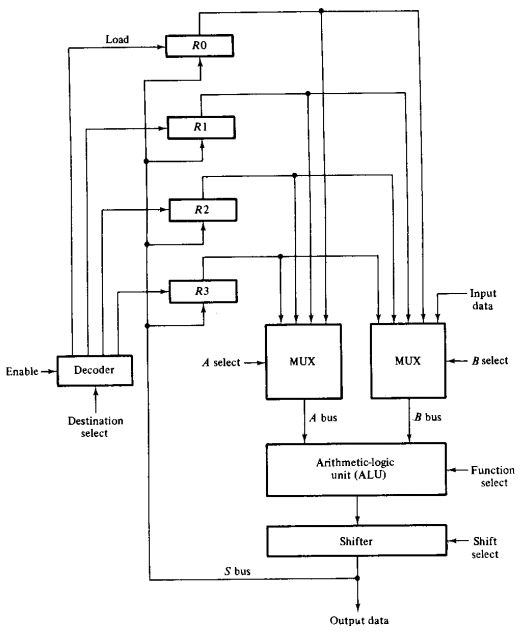 Load
R0
R1
R2
R3
Input
data
A select
MUX
MUX
B select
Enable
Decoder
Destination
select
A bus
B bus
Arithmetic-logic
unit (ALU)
Function
select
Shifter
Shift
select
S bus
Output data